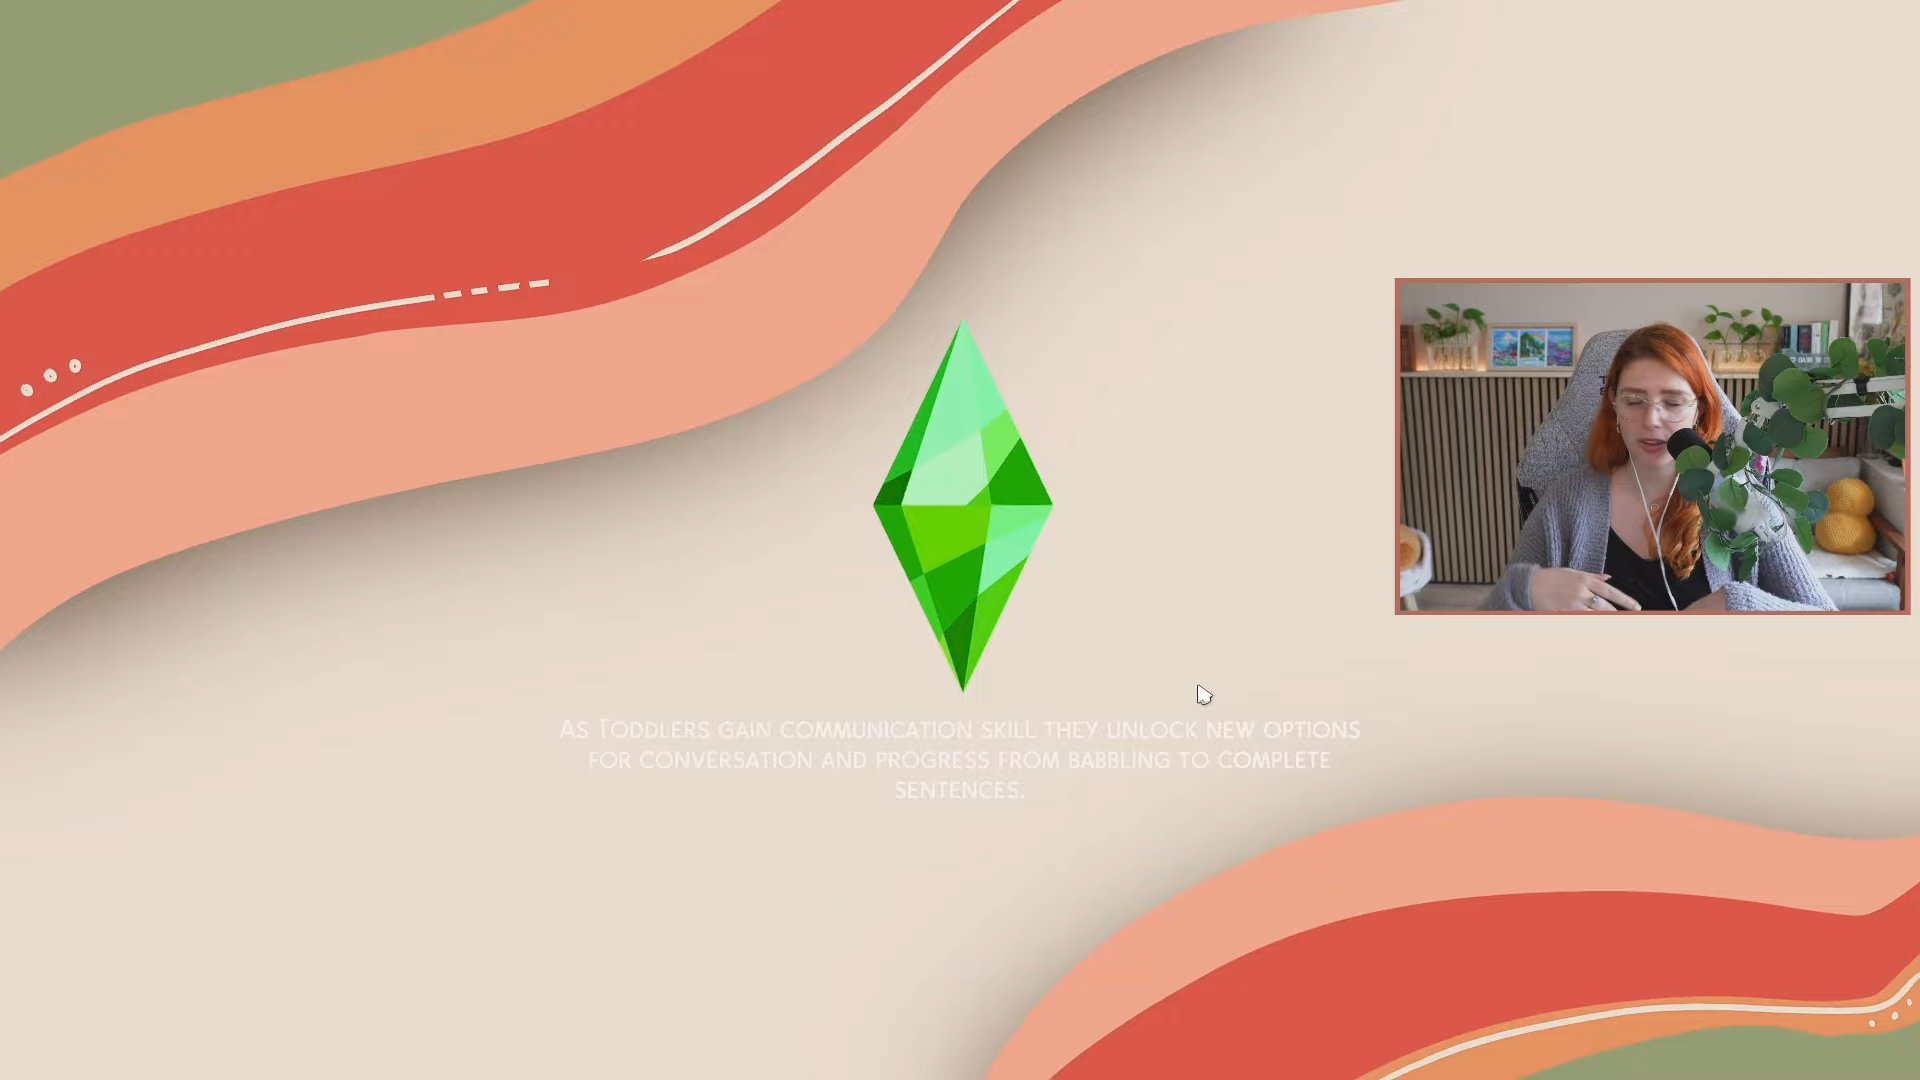 As Toddlers gain communication skill they unlock new options
for conversation and progress from babbling to complete
sentences.